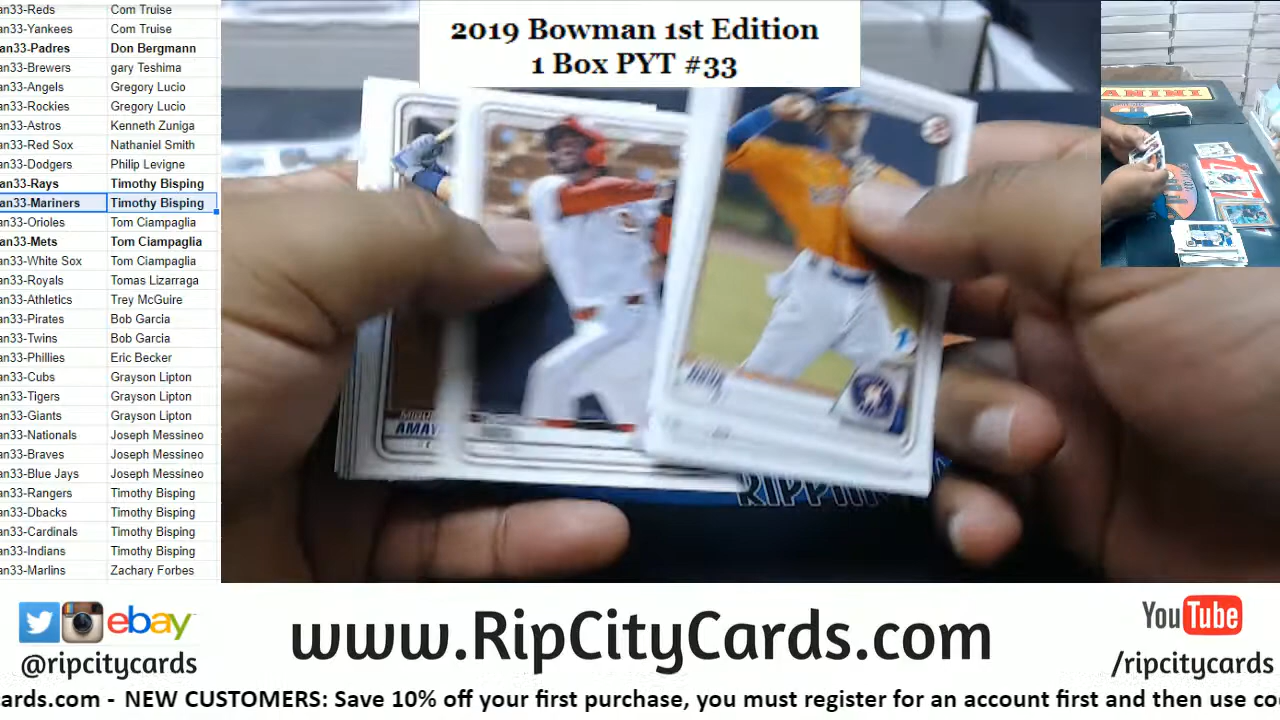 2019 Bowman 1st Edition
1 Box PYT #33
an33-Reds Com Truise
an33-Yankees Com Truise
an33-Padres Don Bergmann
an33-Brewers gary Teshima
an33-Angels Gregory Lucio
an33-Rockies Gregory Lucio
an33-Astros Kenneth Zuniga
an33-Red Sox Nathaniel Smith
an33-Dodgers Philip Levigne
an33-Rays Timothy Bisping
an33-Mariners Timothy Bisping
an33-Orioles Tom Ciampaglia
an33-Mets Tom Ciampaglia
an33-White Sox Tom Ciampaglia
an33-Royals Tomas Lizarraga
an33-Athletics Trey McGuire
an33-Pirates Bob Garcia
an33-Twins Bob Garcia
an33-Phillies Eric Becker
an33-Cubs Grayson Lipton
an33-Tigers Grayson Lipton
an33-Giants Grayson Lipton
an33-Nationals Joseph Messineo
an33-Braves Joseph Messineo
an33-Blue Jays Joseph Messineo
an33-Rangers Timothy Bisping
an33-Dbacks Timothy Bisping
an33-Cardinals Timothy Bisping
an33-Indians Timothy Bisping
an33-Marlins Zachary Forbes
PANINI
AMAY
RIPPIN
ebay
@ripcitycards
www.RipCityCards.com
YouTube
/ripcitycards
cards.com - NEW CUSTOMERS: Save 10% off your first purchase, you must register for an account first and then use co